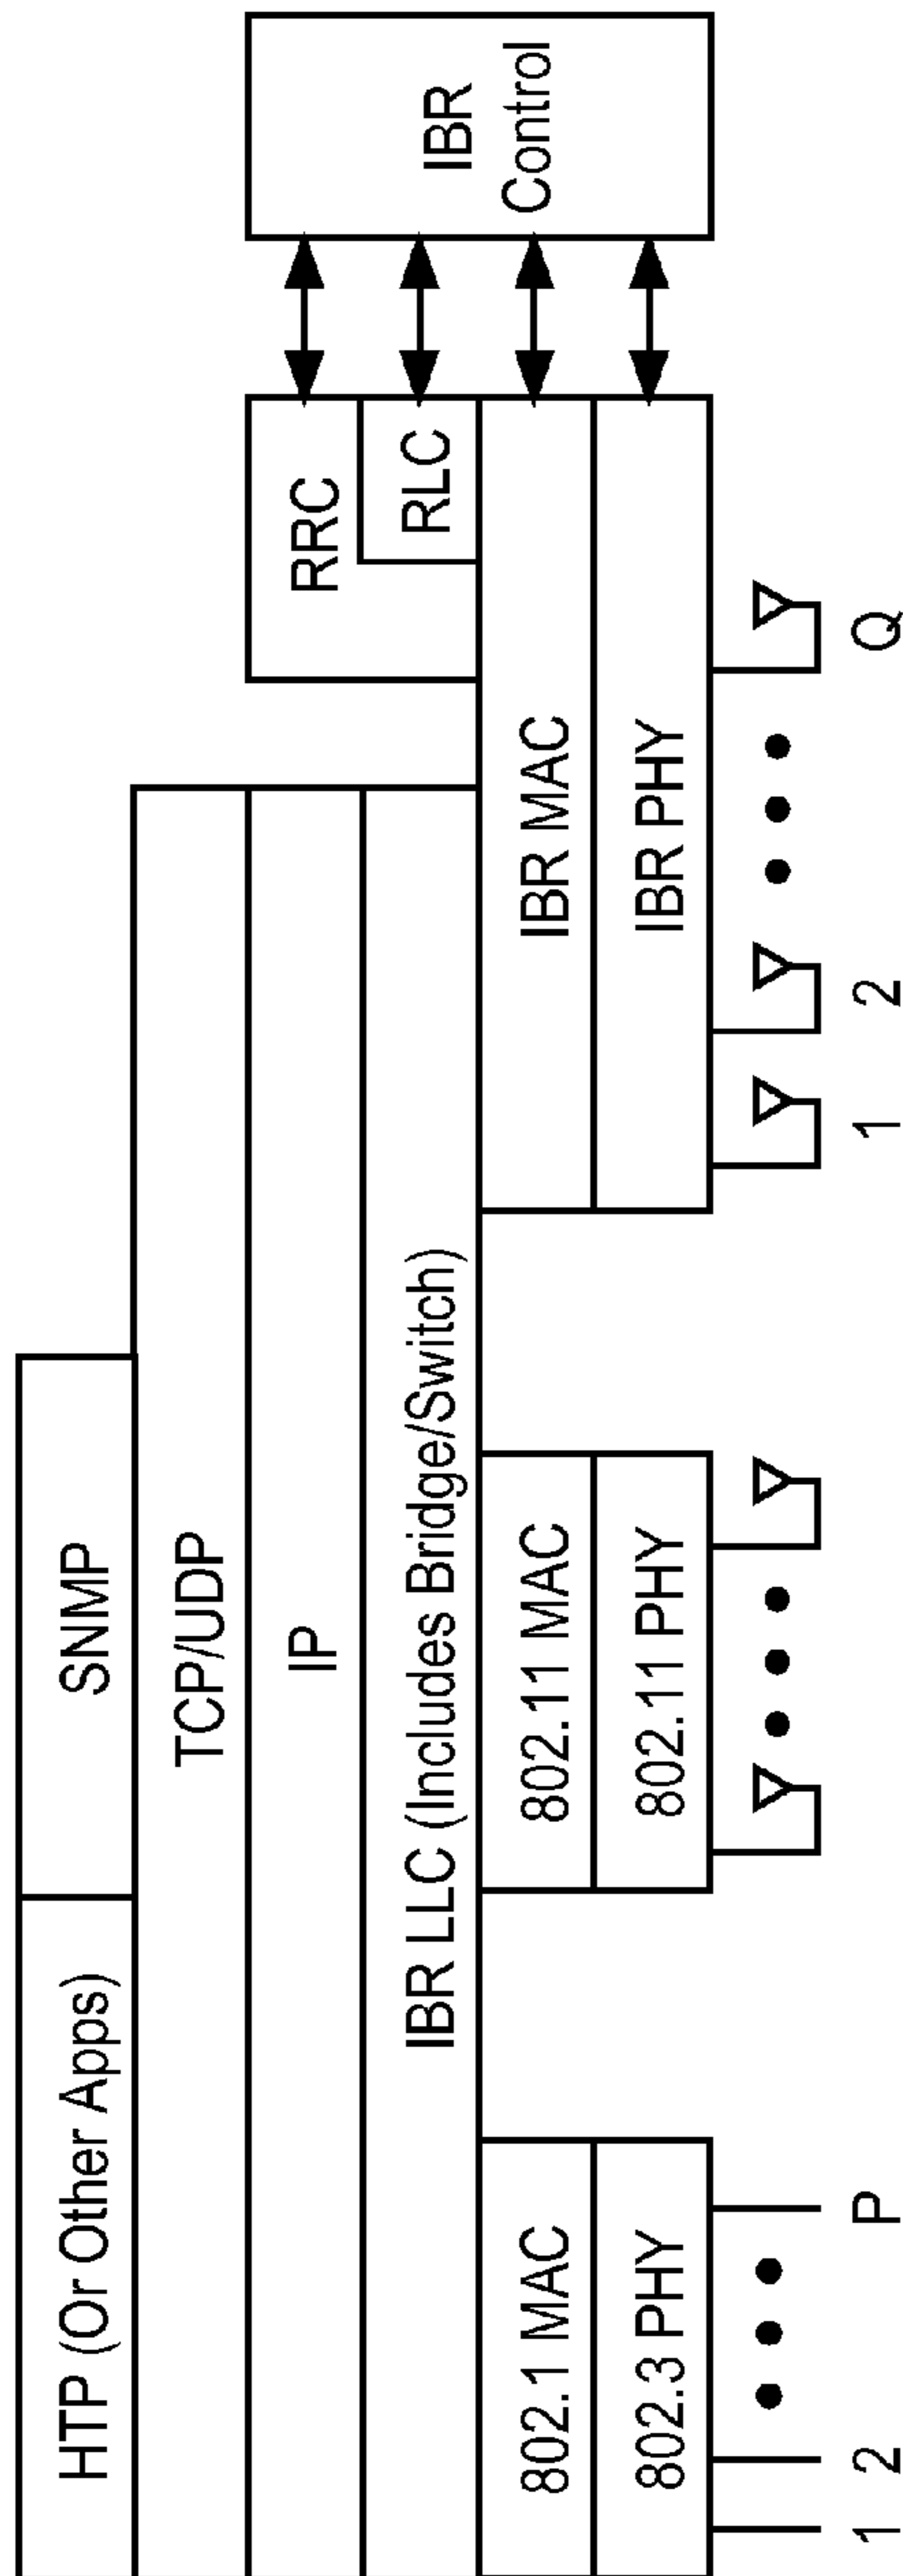 HTP (Or Other Apps)
SNMP
TCP/UDP
IP
IBR LLC (Includes Bridge/Switch)
RRC
RLC
IBR
Control
802.1 MAC
802.3 PHY
1 2 P
802.11 MAC
802.11 PHY
IBR MAC
IBR PHY
1 2 Q